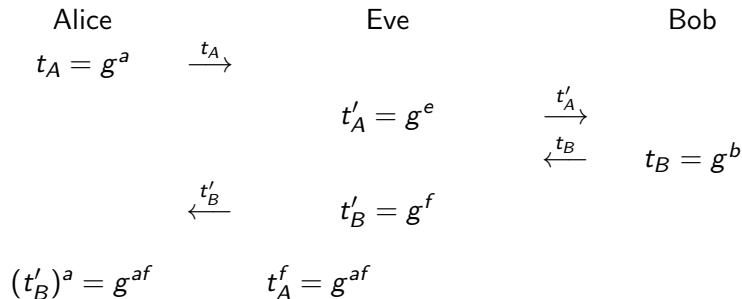 Alice Eve Bob
t_A = g^a →^{t_A}
t'_A = g^e →^{t'_A}
←^{t_B} t_B = g^b
←^{t'_B} t'_B = g^f
(t'_B)^a = g^{af} t_A^f = g^{af}